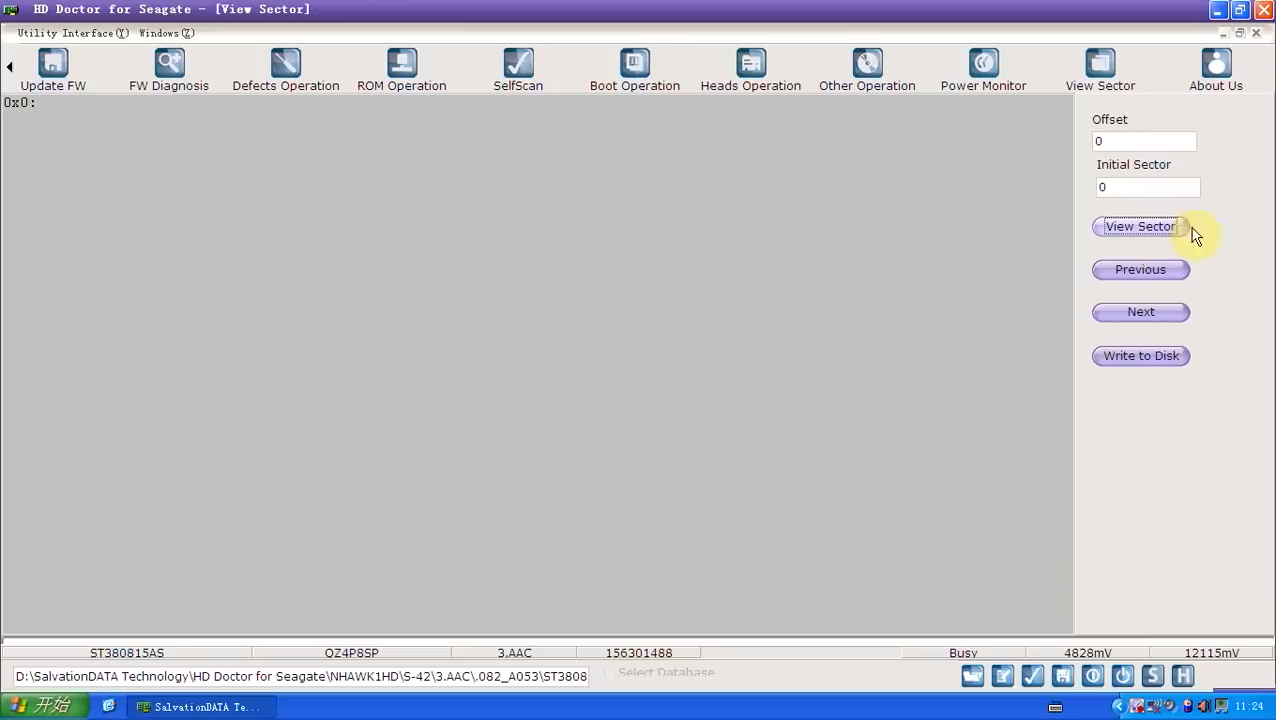 HD Doctor for Seagate - [View Sector]
Utility Interface(Y) Windows(Z)
Update FW FW Diagnosis Defects Operation ROM Operation SelfScan Boot Operation Heads Operation Other Operation Power Monitor View Sector About Us
0x0:
Offset
0
Initial Sector
0
View Sector
Previous
Next
Write to Disk
ST380815AS QZ4P8SP 3.AAC 156301488 Busy 4828mV 12115mV
D:\SalvationDATA Technology\HD Doctor for Seagate\NHAWK1HD\s-42\3.AAC\.082_A053\ST3808 Select Database
S H
开始 SalvationDATA Te... 11:24